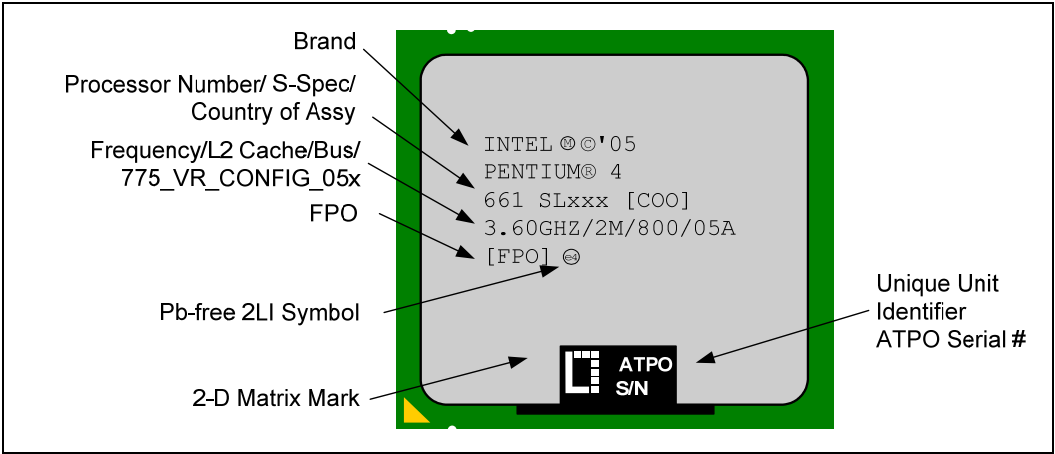 Brand
Processor Number/ S-Spec/
Country of Assy
Frequency/L2 Cache/Bus/
775_VR_CONFIG_05x
FPO
Pb-free 2LI Symbol
2-D Matrix Mark
INTEL Ⓜ©'05
PENTIUM® 4
661 SLxxx [COO]
3.60GHZ/2M/800/05A
[FPO] e4
ATPO
S/N
Unique Unit
Identifier
ATPO Serial #